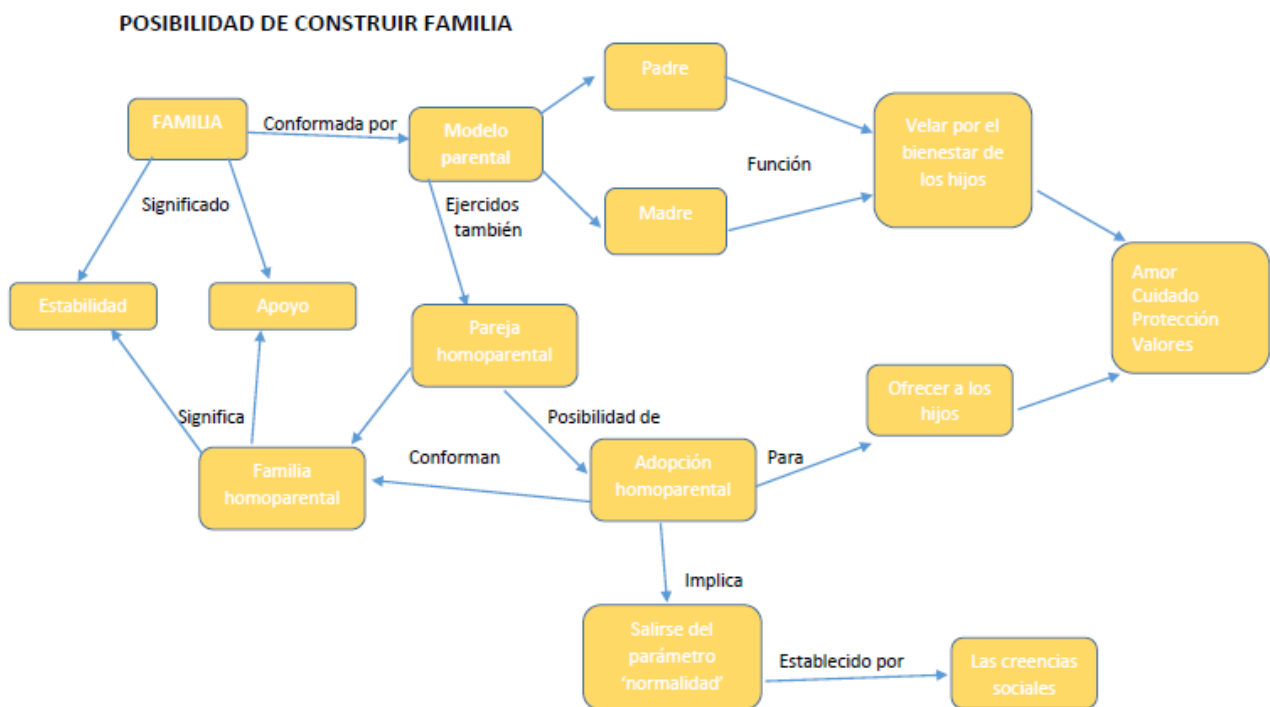 POSIBILIDAD DE CONSTRUIR FAMILIA
FAMILIA
Conformada por
Modelo
parental
Padre
Madre
Función
Velar por el
bienestar de
los hijos
Significado
Ejercidos
también
Estabilidad
Apoyo
Pareja
homoparental
Amor
Cuidado
Protección
Valores
Significa
Posibilidad de
Ofrecer a los
hijos
Familia
homoparental
Conforman
Adopción
homoparental
Para
Implica
Salirse del
parámetro
‘normalidad’
Establecido por
Las creencias
sociales